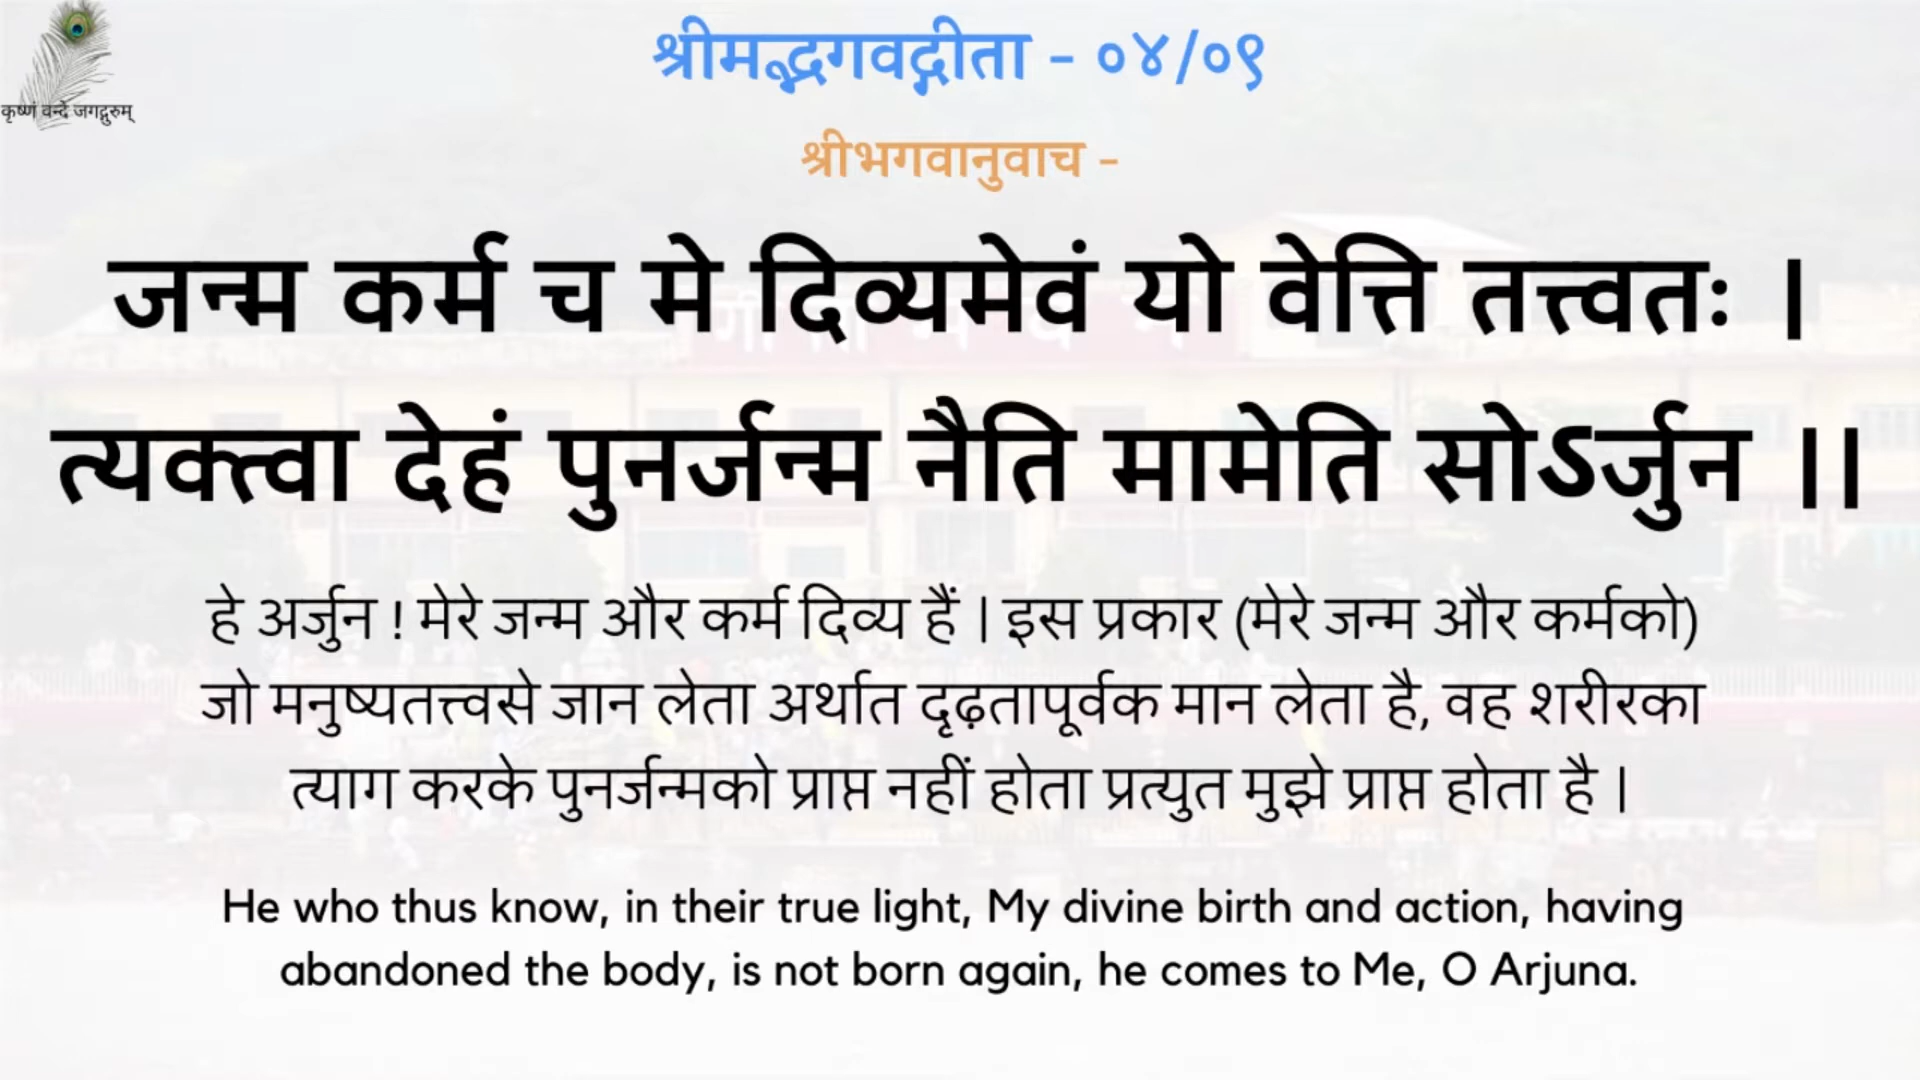 कृष्णं वन्दे जगद्गुरुम्
श्रीमद्भगवद्गीता - ०४/०९
श्रीभगवानुवाच -
जन्म कर्म च मे दिव्यमेवं यो वेत्ति तत्त्वतः |
त्यक्त्वा देहं पुनर्जन्म नैति मामेति सोऽर्जुन ||
हे अर्जुन ! मेरे जन्म और कर्म दिव्य हैं | इस प्रकार (मेरे जन्म और कर्मको)
जो मनुष्यतत्त्वसे जान लेता अर्थात दृढ़तापूर्वक मान लेता है, वह शरीरका
त्याग करके पुनर्जन्मको प्राप्त नहीं होता प्रत्युत मुझे प्राप्त होता है |
He who thus know, in their true light, My divine birth and action, having
abandoned the body, is not born again, he comes to Me, O Arjuna.